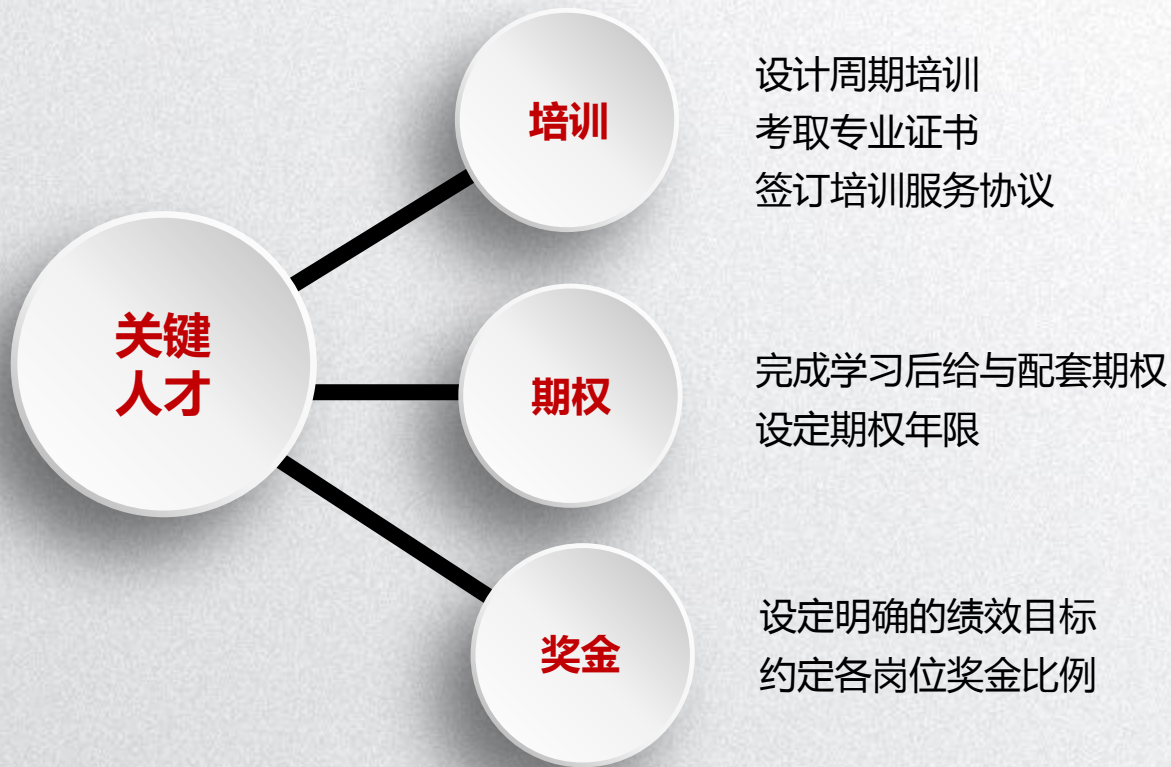 关键
人才
培训
设计周期培训
考取专业证书
签订培训服务协议
期权
完成学习后给与配套期权
设定期权年限
奖金
设定明确的绩效目标
约定各岗位奖金比例